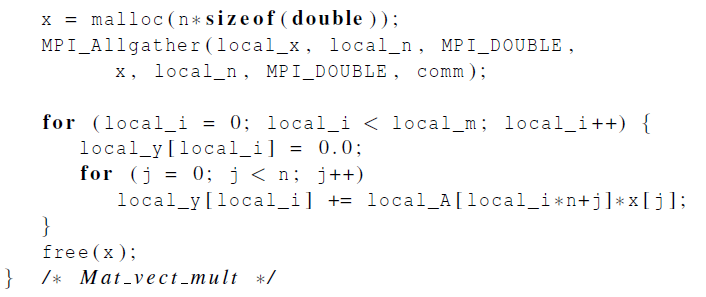 x = malloc(n*sizeof(double));
MPI_Allgather(local_x, local_n, MPI_DOUBLE,
x, local_n, MPI_DOUBLE, comm);
for (local_i = 0; local_i < local_m; local_i++) {
local_y[local_i] = 0.0;
for (j = 0; j < n; j++)
local_y[local_i] += local_A[local_i*n+j]*x[j];
}
free(x);
} /* Mat_vect_mult */